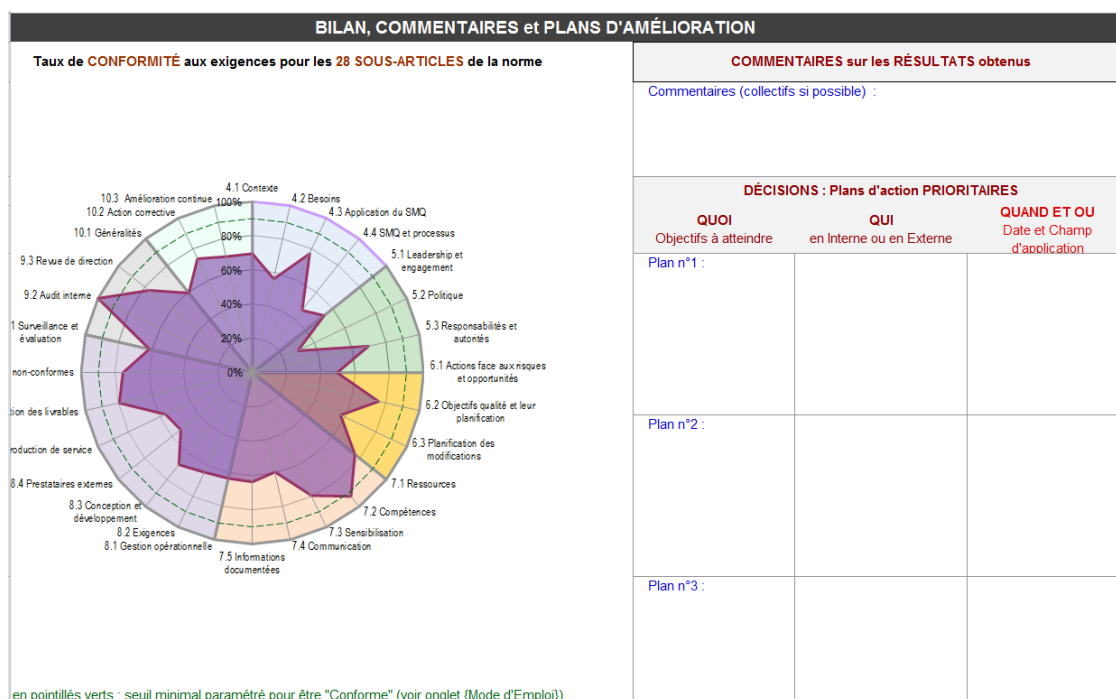 BILAN, COMMENTAIRES et PLANS D'AMÉLIORATION
Taux de CONFORMITÉ aux exigences pour les 28 SOUS-ARTICLES de la norme
4.1 Contexte
4.2 Besoins
4.3 Application du SMQ
4.4 SMQ et processus
5.1 Leadership et
engagement
5.2 Politique
5.3 Responsabilités et
autorités
6.1 Actions face aux risques
et opportunités
6.2 Objectifs qualité et leur
planification
6.3 Planification des
modifications
7.1 Ressources
7.2 Compétences
7.3 Sensibilisation
7.4 Communication
7.5 Informations
documentées
8.1 Gestion opérationnelle
8.2 Exigences
8.3 Conception et
développement
8.4 Prestataires externes
roduction de service
tion des livrables
non-conformes
1 Surveillance et
évaluation
9.2 Audit interne
9.3 Revue de direction
10.1 Généralités
10.2 Action corrective
10.3 Amélioration continue
100%
80%
60%
40%
20%
0%
en pointillés verts : seuil minimal paramétré pour être "Conforme" (voir onglet {Mode d'Emploi})
COMMENTAIRES sur les RÉSULTATS obtenus
Commentaires (collectifs si possible) :
DÉCISIONS : Plans d'action PRIORITAIRES
QUOI
Objectifs à atteindre
QUI
en Interne ou en Externe
QUAND ET OU
Date et Champ
d'application
Plan n°1 :
Plan n°2 :
Plan n°3 :